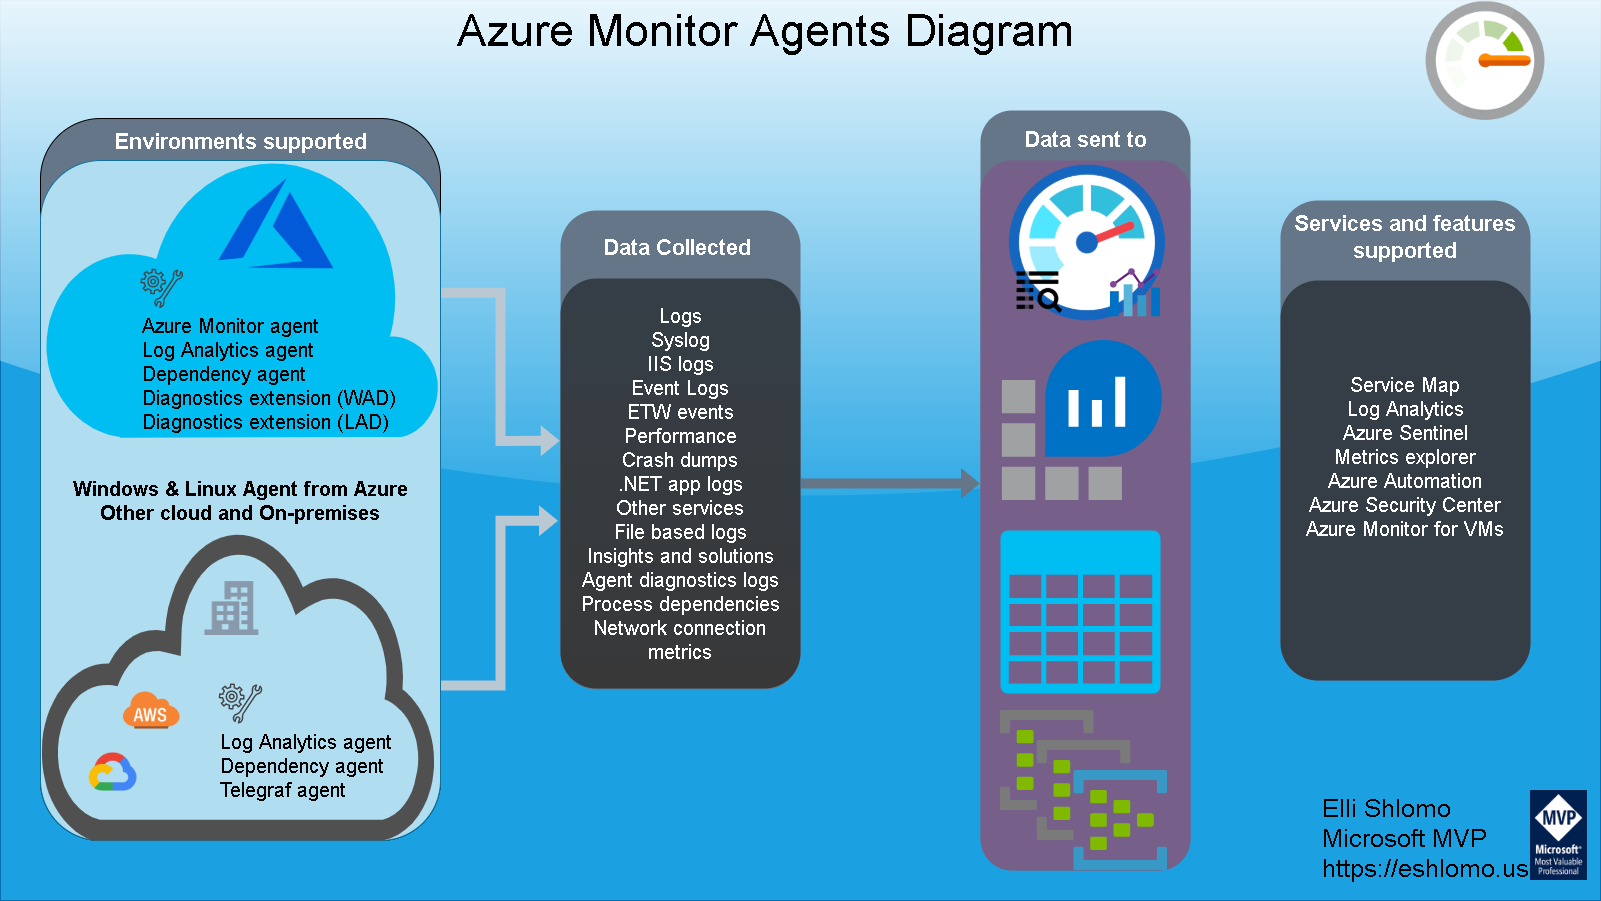 Azure Monitor Agents Diagram
Environments supported
Azure Monitor agent
Log Analytics agent
Dependency agent
Diagnostics extension (WAD)
Diagnostics extension (LAD)
Windows & Linux Agent from Azure
Other cloud and On-premises
AWS
Log Analytics agent
Dependency agent
Telegraf agent
Data Collected
Logs
Syslog
IIS logs
Event Logs
ETW events
Performance
Crash dumps
.NET app logs
Other services
File based logs
Insights and solutions
Agent diagnostics logs
Process dependencies
Network connection
metrics
Data sent to
Services and features
supported
Service Map
Log Analytics
Azure Sentinel
Metrics explorer
Azure Automation
Azure Security Center
Azure Monitor for VMs
Elli Shlomo
Microsoft MVP
https://eshlomo.us
MVP
Microsoft®
Most Valuable
Professional